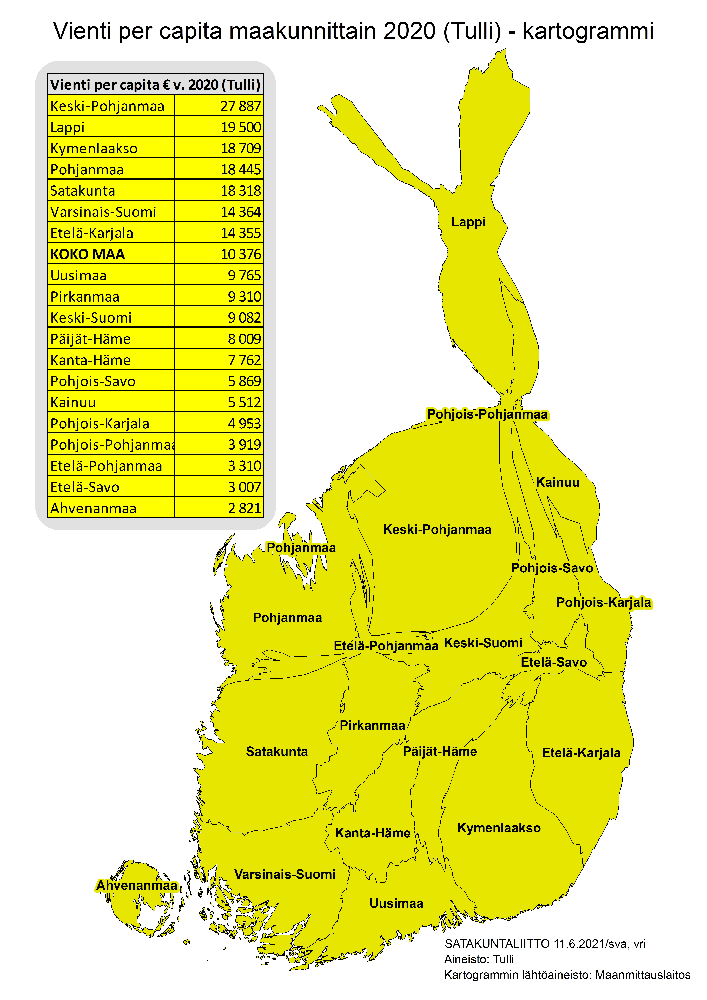 Vienti per capita maakunnittain 2020 (Tulli) - kartogrammi
Vienti per capita € v. 2020 (Tulli)
Keski-Pohjanmaa 27 887
Lappi 19 500
Kymenlaakso 18 709
Pohjanmaa 18 445
Satakunta 18 318
Varsinais-Suomi 14 364
Etelä-Karjala 14 355
KOKO MAA 10 376
Uusimaa 9 765
Pirkanmaa 9 310
Keski-Suomi 9 082
Päijät-Häme 8 009
Kanta-Häme 7 762
Pohjois-Savo 5 869
Kainuu 5 512
Pohjois-Karjala 4 953
Pohjois-Pohjanmaa 3 919
Etelä-Pohjanmaa 3 310
Etelä-Savo 3 007
Ahvenanmaa 2 821
Lappi
Pohjois-Pohjanmaa
Kainuu
Keski-Pohjanmaa
Pohjanmaa
Pohjois-Savo
Pohjois-Karjala
Pohjanmaa
Etelä-Pohjanmaa
Keski-Suomi
Etelä-Savo
Pirkanmaa
Satakunta
Päijät-Häme
Etelä-Karjala
Kanta-Häme
Kymenlaakso
Varsinais-Suomi
Ahvenanmaa
Uusimaa
SATAKUNTALIITTO 11.6.2021/sva, vri
Aineisto: Tulli
Kartogrammin lähtöaineisto: Maanmittauslaitos